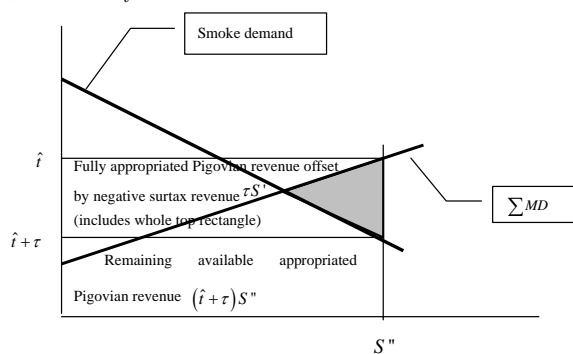 Smoke demand
t̂
Fully appropriated Pigovian revenue offset
by negative surtax revenue τS'
(includes whole top rectangle)
∑MD
t̂ + τ
Remaining available appropriated
Pigovian revenue (t̂ + τ)S"
S"